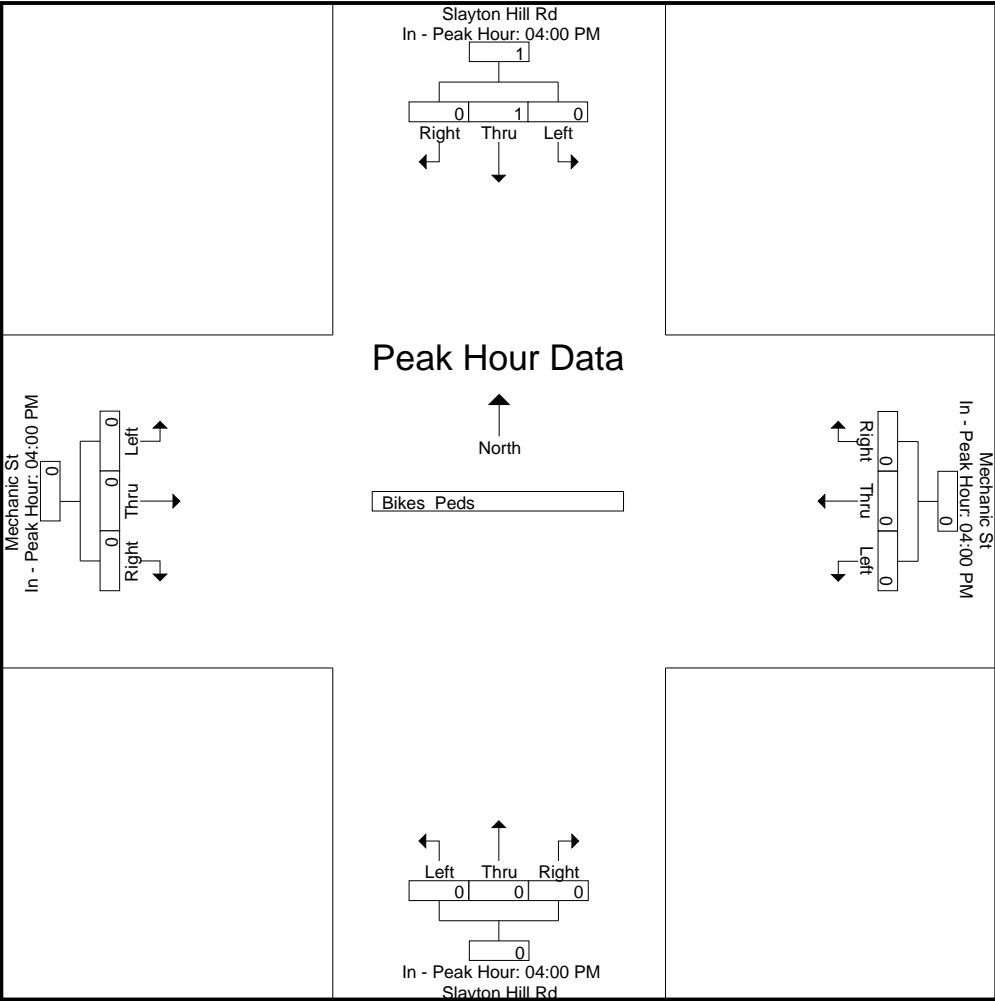 Slayton Hill Rd
In - Peak Hour: 04:00 PM
1
0 1 0
Right Thru Left
Peak Hour Data
North
Bikes Peds
Mechanic St
In - Peak Hour: 04:00 PM
0
0 0 0
Left Thru Right
Mechanic St
In - Peak Hour: 04:00 PM
0
0 0 0
Right Thru Left
Left Thru Right
0 0 0
0
In - Peak Hour: 04:00 PM
Slayton Hill Rd